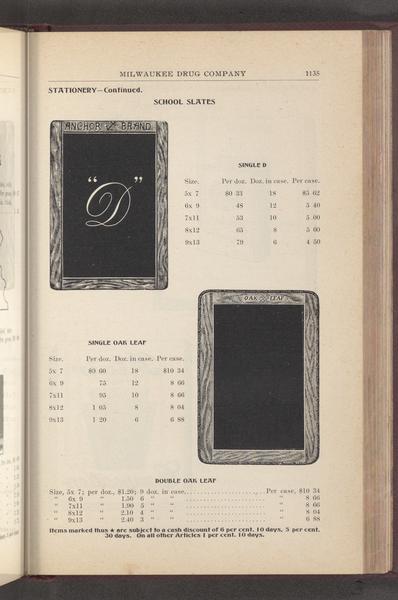 MILWAUKEE DRUG COMPANY 1135
STATIONERY—Continued.
SCHOOL SLATES
ANCHOR BRAND
"D"
SINGLE D
Size. Per doz. Doz. in case. Per case.
5x 7 $0 33 18 $5 62
6x 9 48 12 5 40
7x11 53 10 5 00
8x12 65 8 5 00
9x13 79 6 4 50
OAK LEAF
SINGLE OAK LEAF
Size. Per doz. Doz. in case. Per case.
5x 7 $0 60 18 $10 34
6x 9 75 12 8 66
7x11 95 10 8 66
8x12 1 05 8 8 04
9x13 1 20 6 6 88
DOUBLE OAK LEAF
Size, 5x 7; per doz., $1.20; 9 doz. in case Per case, $10 34
" 6x 9 " 1.50 6 " " " 8 66
" 7x11 " 1.90 5 " " " 8 66
" 8x12 " 2.10 4 " " " 8 04
" 9x13 " 2.40 3 " " " 6 88
Items marked thus ★ are subject to a cash discount of 6 per cent. 10 days, 5 per cent.
30 days. On all other Articles 1 per cent. 10 days.